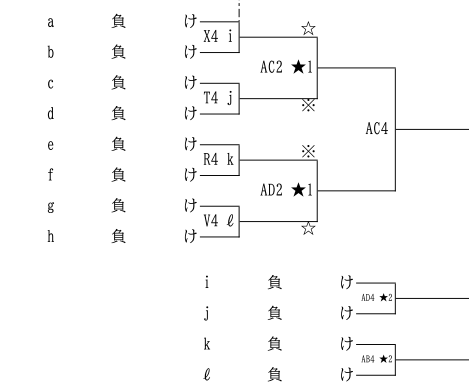 a 負け
☆
X4 i
b 負け
AC2 ★1
c 負け
T4 j
※
d 負け
AC4
e 負け
※
R4 k
f 負け
AD2 ★1
g 負け
V4 ℓ
☆
h 負け
i 負け
AD4 ★2
j 負け
k 負け
AB4 ★2
ℓ 負け